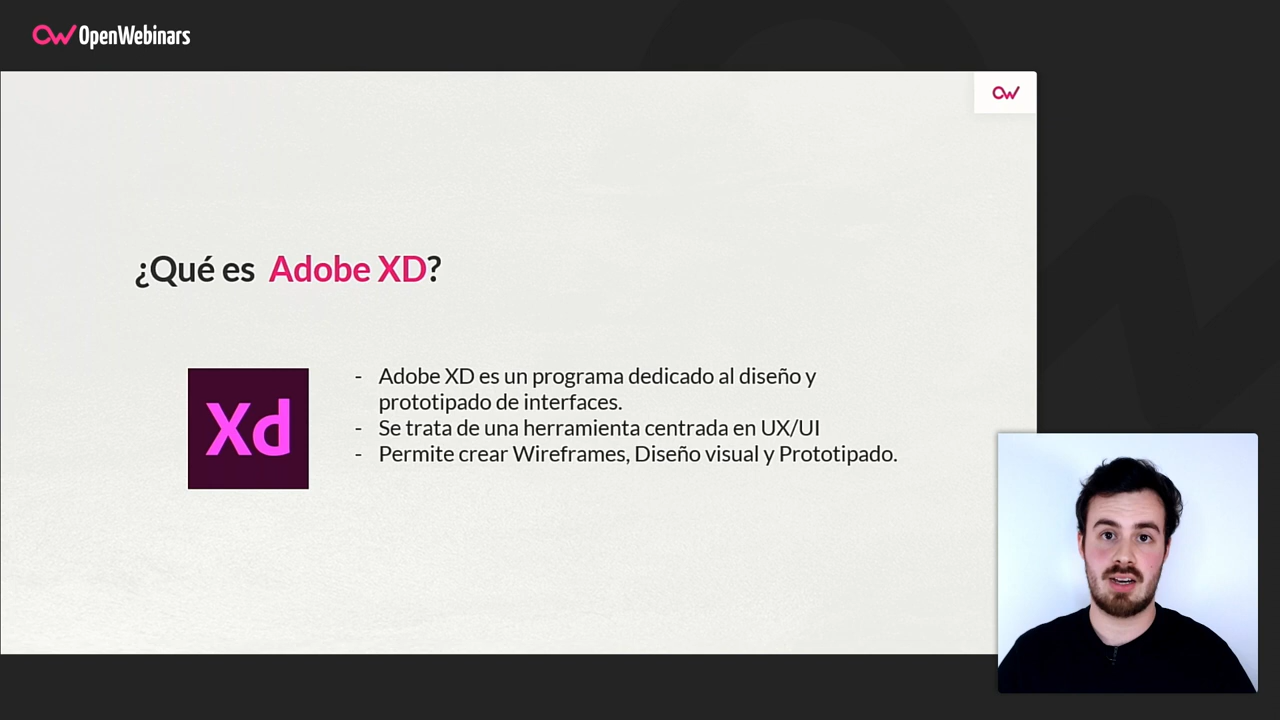 OpenWebinars
¿Qué es Adobe XD?
Xd
- Adobe XD es un programa dedicado al diseño y
prototipado de interfaces.
- Se trata de una herramienta centrada en UX/UI
- Permite crear Wireframes, Diseño visual y Prototipado.